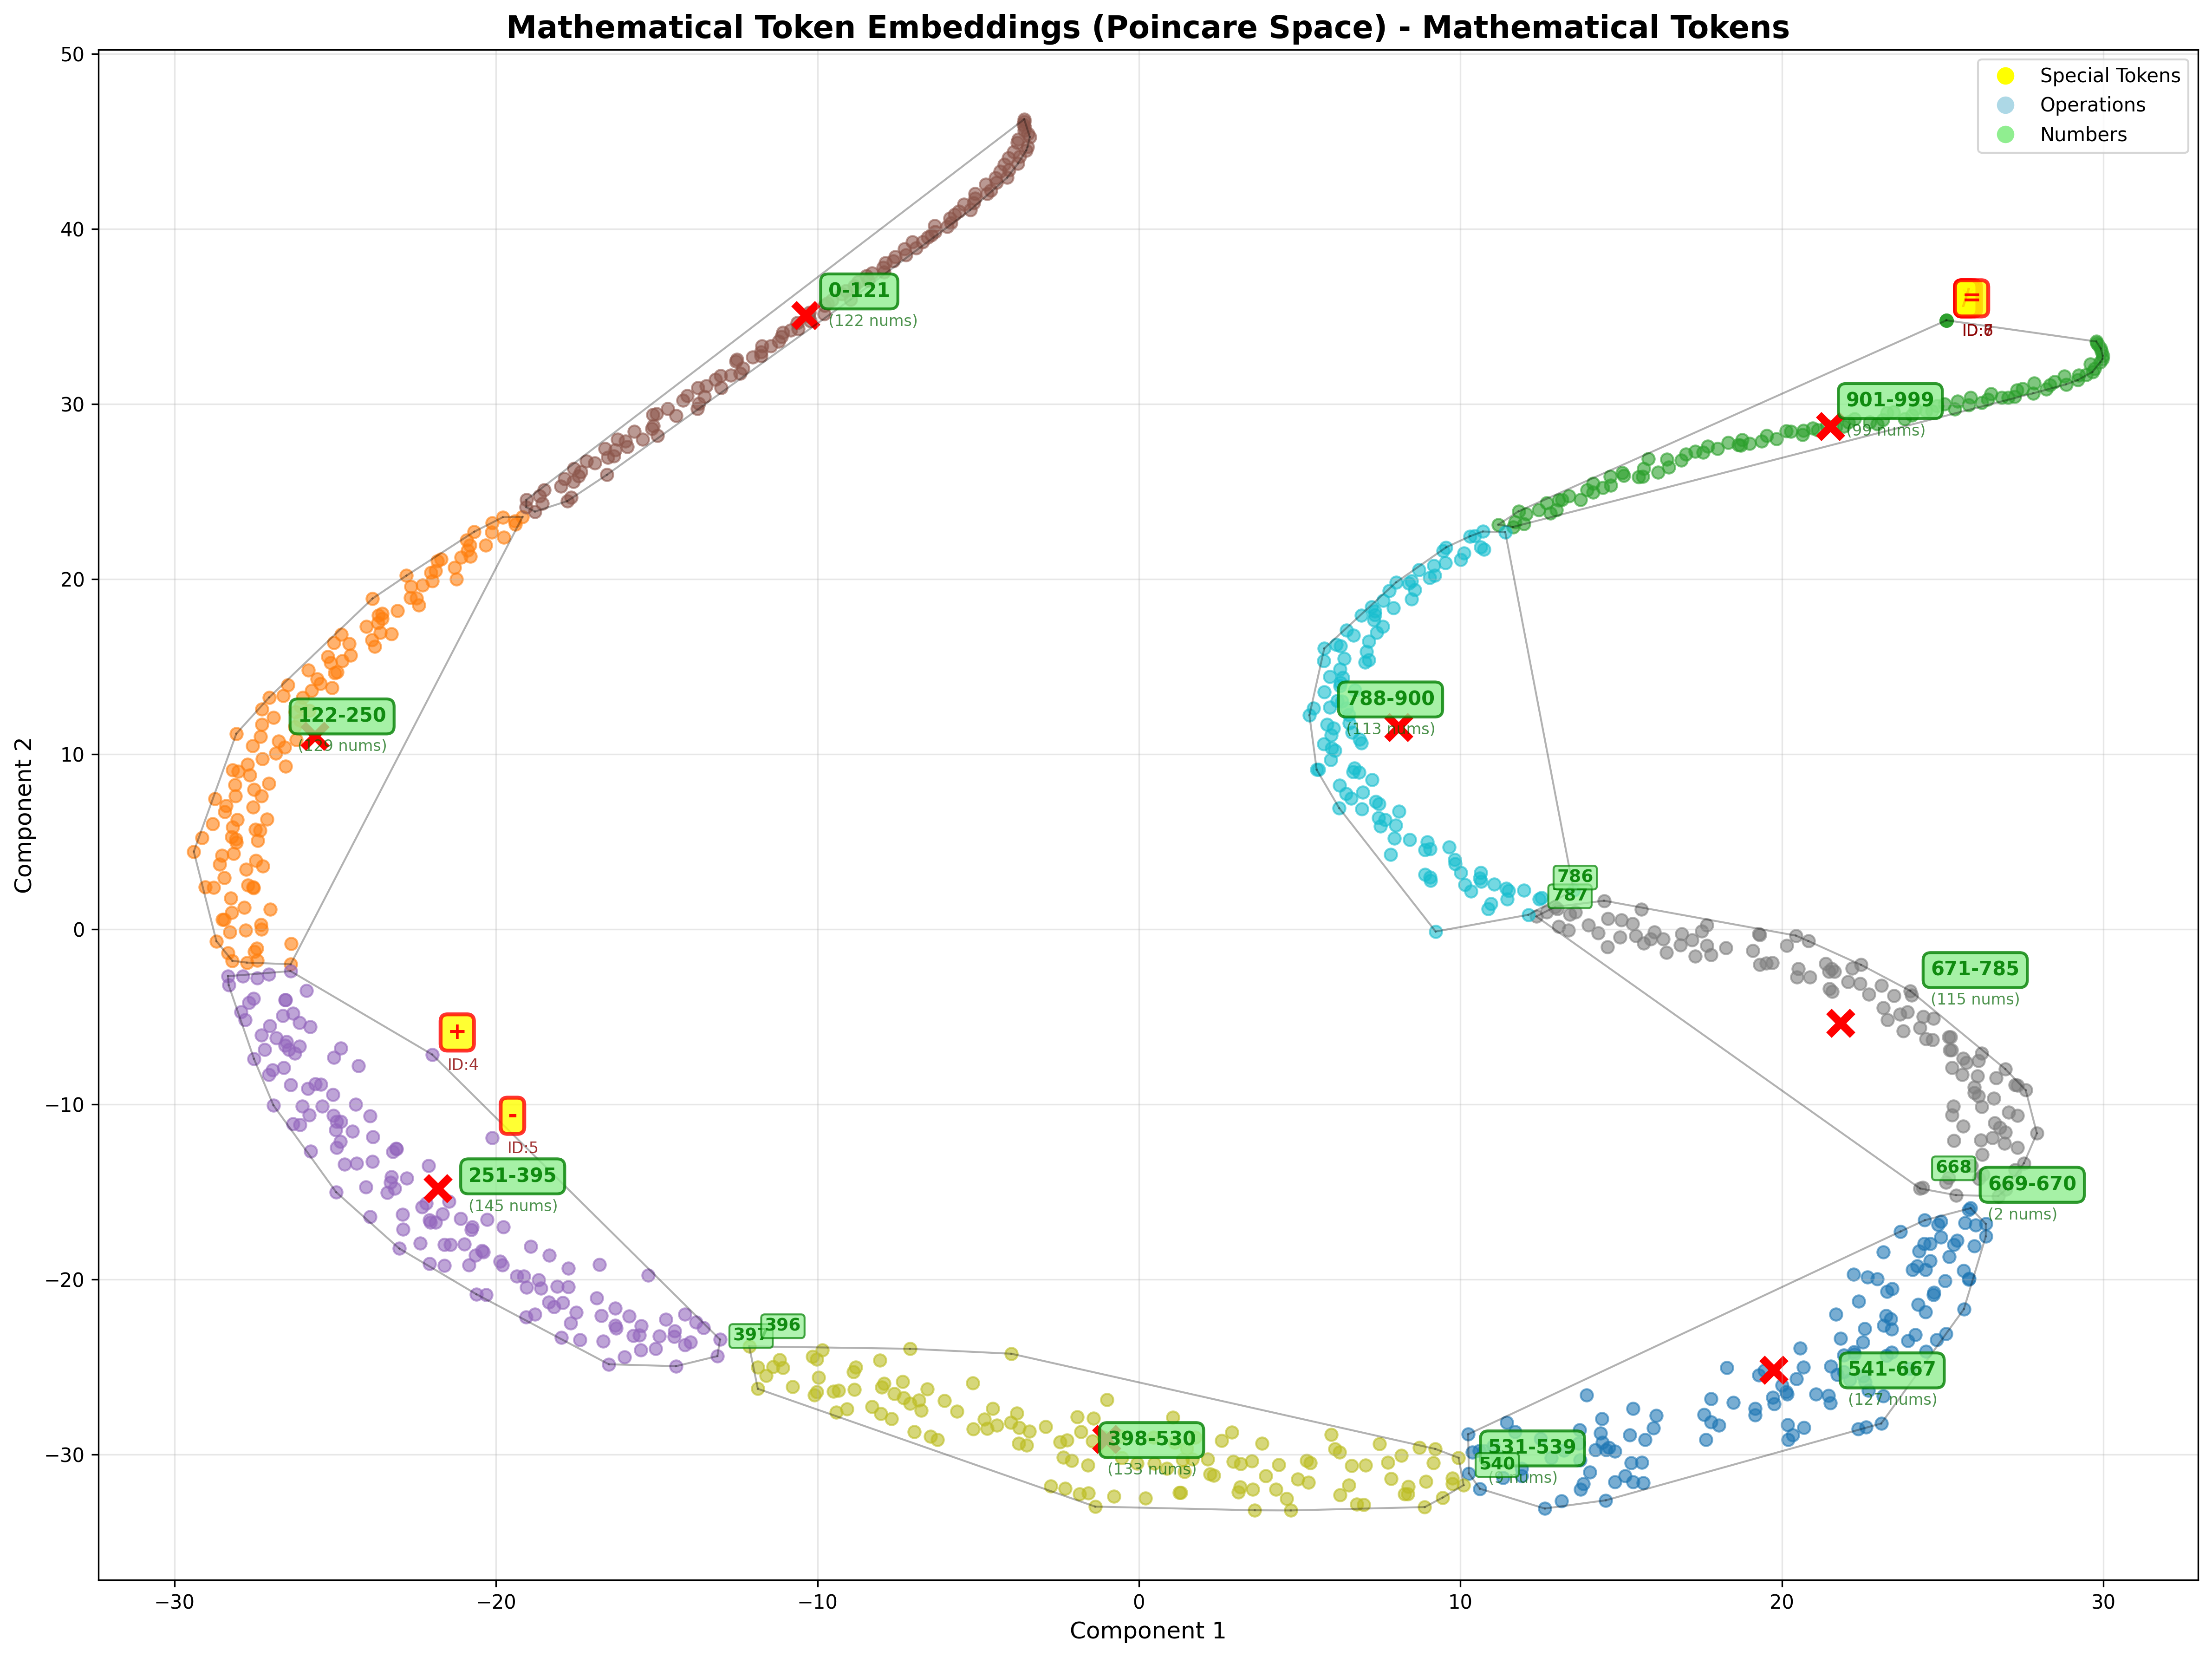 Mathematical Token Embeddings (Poincare Space) - Mathematical Tokens
Special Tokens
Operations
Numbers
50
40
30
20
10
0
−10
−20
−30
Component 2
0-121
(122 nums)
=
901-999
(99 nums)
122-250
(129 nums)
788-900
(113 nums)
786
787
671-785
(115 nums)
+
ID:4
-
ID:5
251-395
(145 nums)
668
669-670
(2 nums)
396
397
541-667
(127 nums)
398-530
(133 nums)
531-539
540
−30
−20
−10
0
10
20
30
Component 1